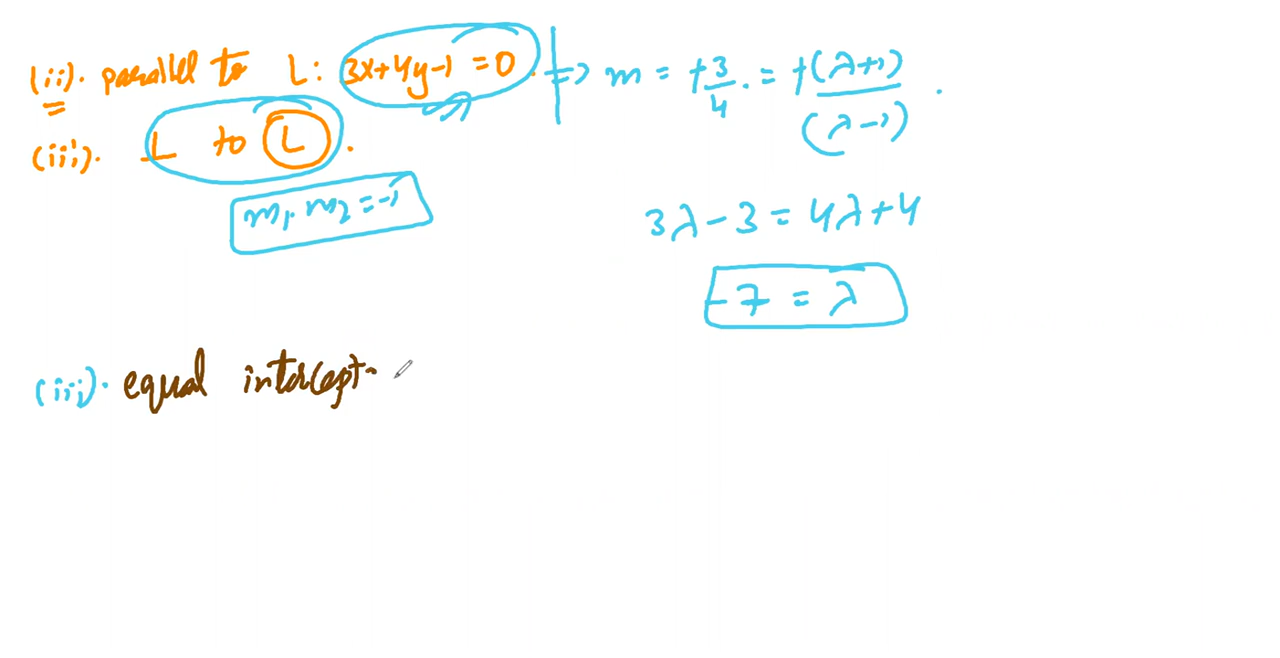 (ii). parallel to L: 3x+4y-1=0. => m = +3/4. = +(λ+1)/(λ-1).
(iii). L to L.
m₁. m₂ = -1
3λ-3 = 4λ+4
-7 = λ
(iii). equal intercept-